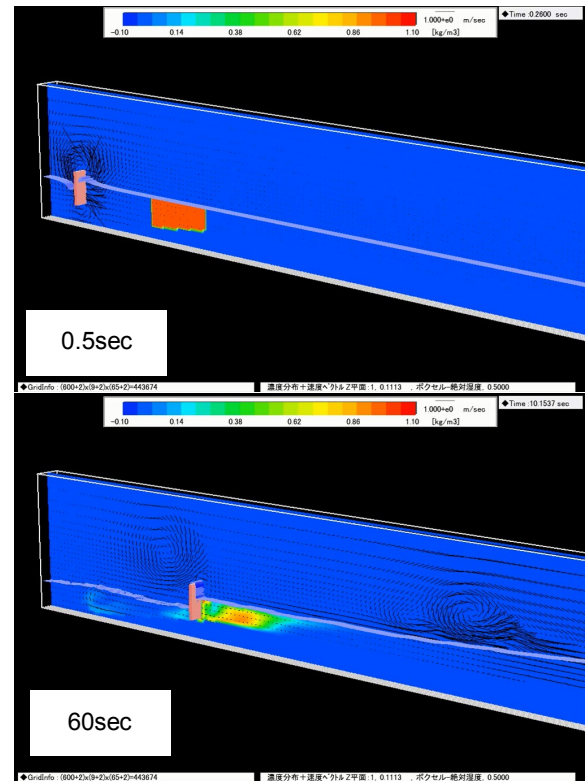 1.000+e0 m/sec
-0.10 0.14 0.38 0.62 0.86 1.10 [kg/m3]
◆Time :0.2600 sec
0.5sec
◆GridInfo : (600+2)x(9+2)x(65+2)=443674
濃度分布+速度ベクトル Z平面: 1, 0.1113 , ボクセル-絶対湿度, 0.5000
1.000+e0 m/sec
-0.10 0.14 0.38 0.62 0.86 1.10 [kg/m3]
◆Time :10.1537 sec
60sec
◆GridInfo : (600+2)x(9+2)x(65+2)=443674
濃度分布+速度ベクトル Z平面: 1, 0.1113 , ボクセル-絶対湿度, 0.5000